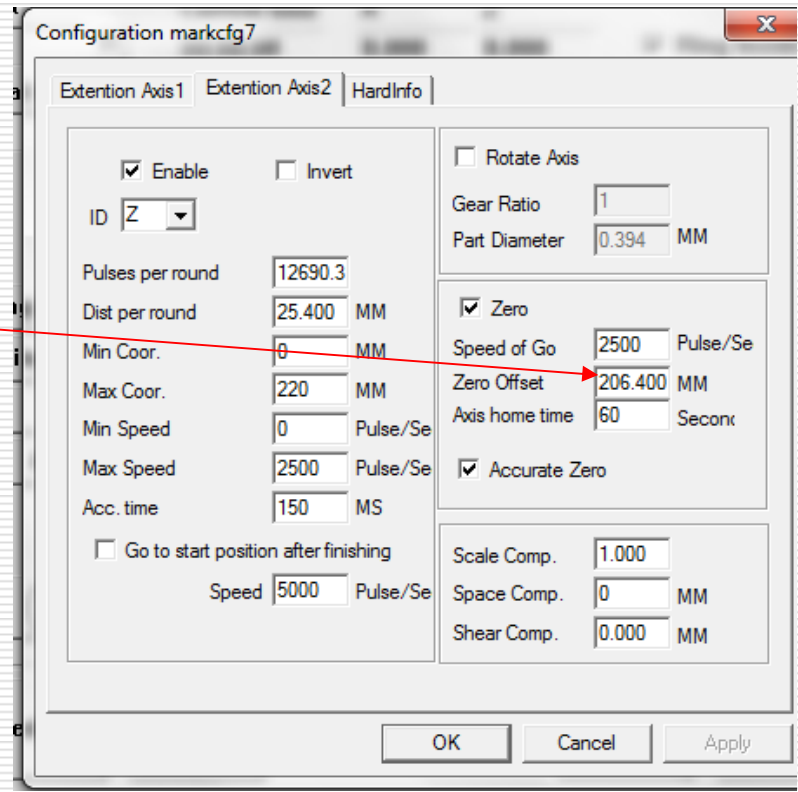 Configuration markcfg7
Extention Axis1 Extention Axis2 HardInfo
Enable Invert
ID Z
Pulses per round 12690.3
Dist per round 25.400 MM
Min Coor. 0 MM
Max Coor. 220 MM
Min Speed 0 Pulse/Se
Max Speed 2500 Pulse/Se
Acc. time 150 MS
Go to start position after finishing
Speed 5000 Pulse/Se
Rotate Axis
Gear Ratio 1
Part Diameter 0.394 MM
Zero
Speed of Go 2500 Pulse/Se
Zero Offset 206.400 MM
Axis home time 60 Second
Accurate Zero
Scale Comp. 1.000
Space Comp. 0 MM
Shear Comp. 0.000 MM
OK Cancel Apply